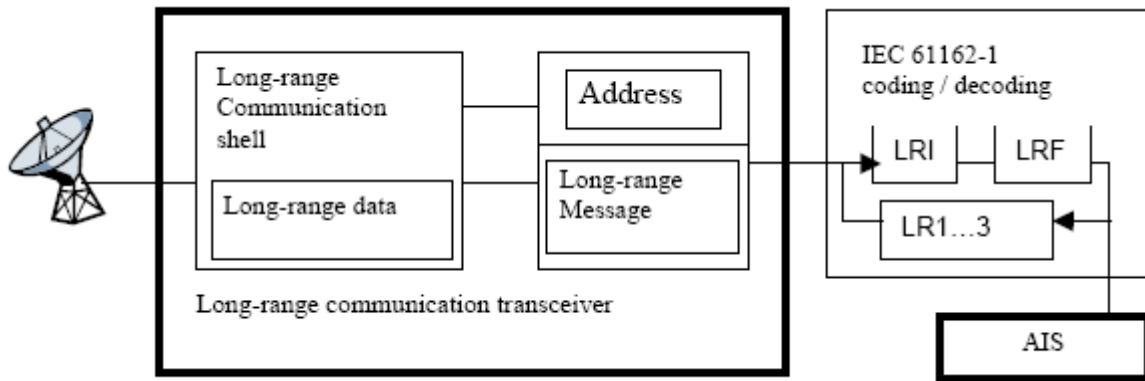 Long-range
Communication
shell
Long-range data
Address
Long-range
Message
Long-range communication transceiver
IEC 61162-1
coding / decoding
LRI
LRF
LR1...3
AIS